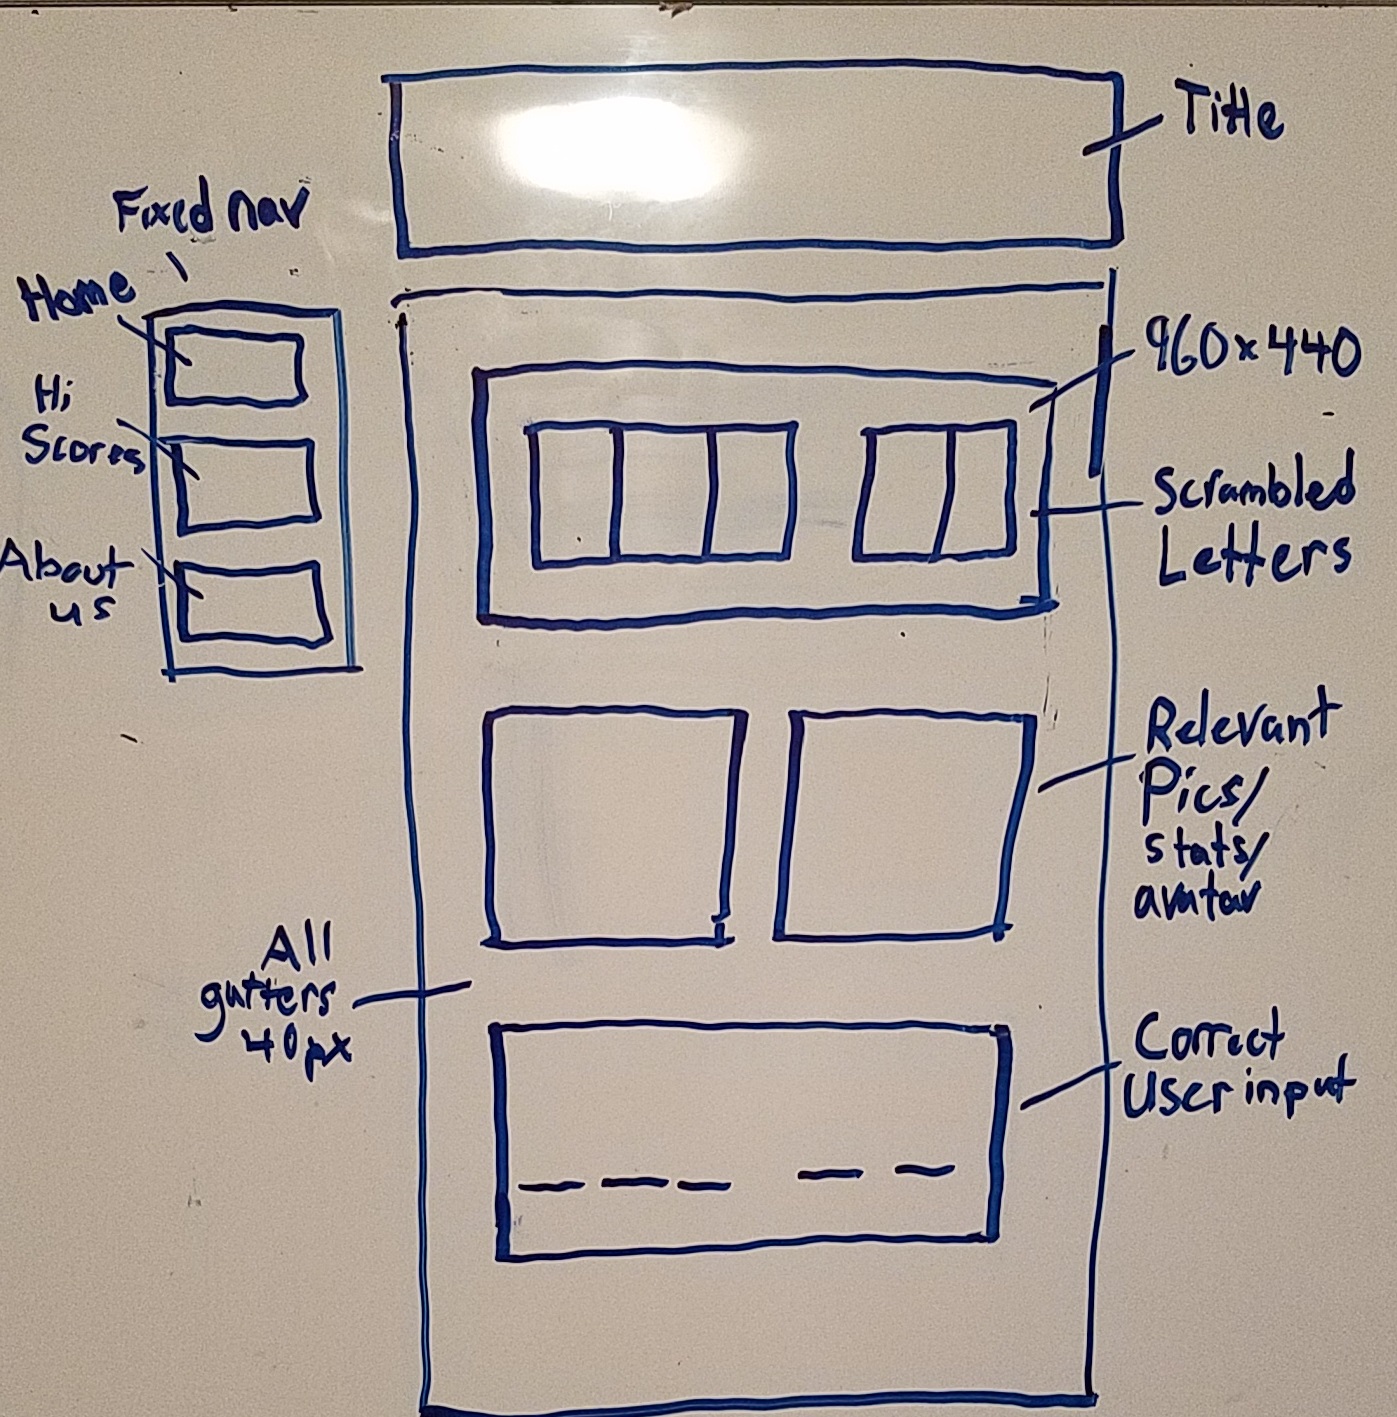 Title
Fixed nav
Home
Hi
Scores
About
us
960x440
Scrambled
Letters
Relevant
Pics/
stats/
avatar
All
gutters
40px
Correct
User input